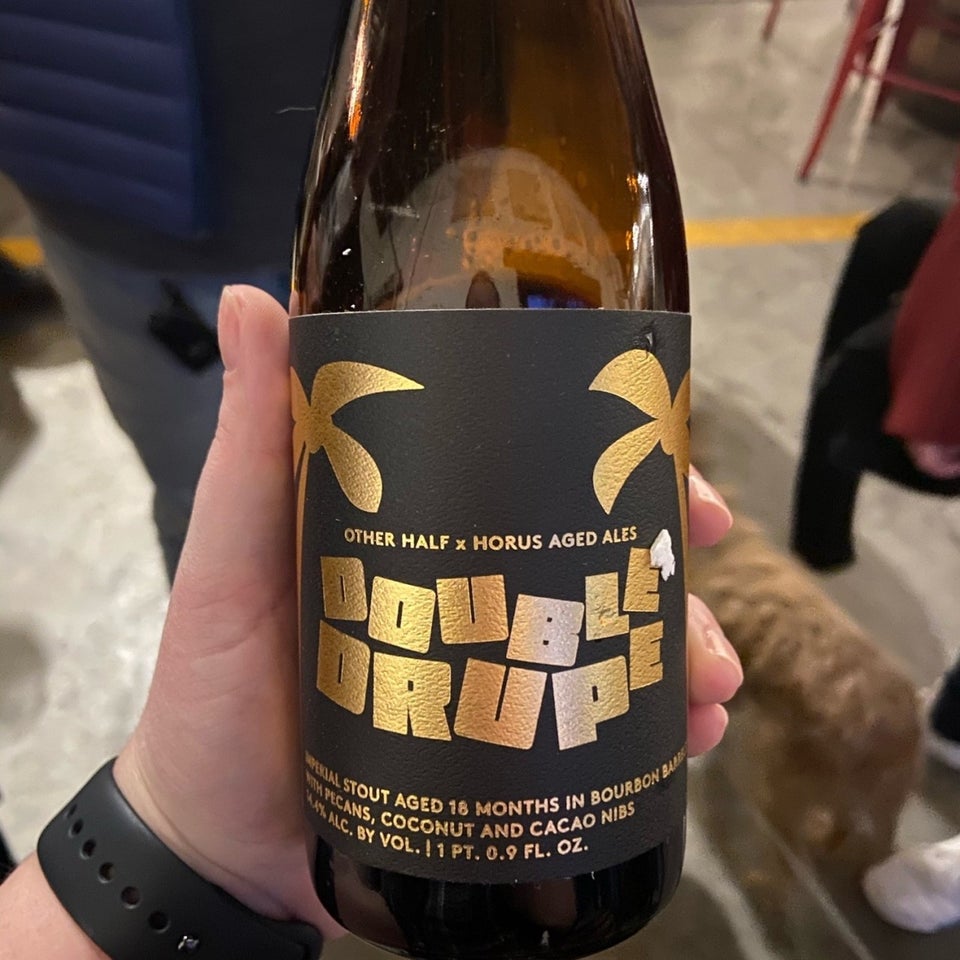 OTHER HALF x HORUS AGED ALES
DOUBLE
DRUPE
IMPERIAL STOUT AGED 18 MONTHS IN BOURBON
WITH PECANS, COCONUT AND CACAO NIBS
ALC. BY VOL. | 1 PT. 0.9 FL. OZ.